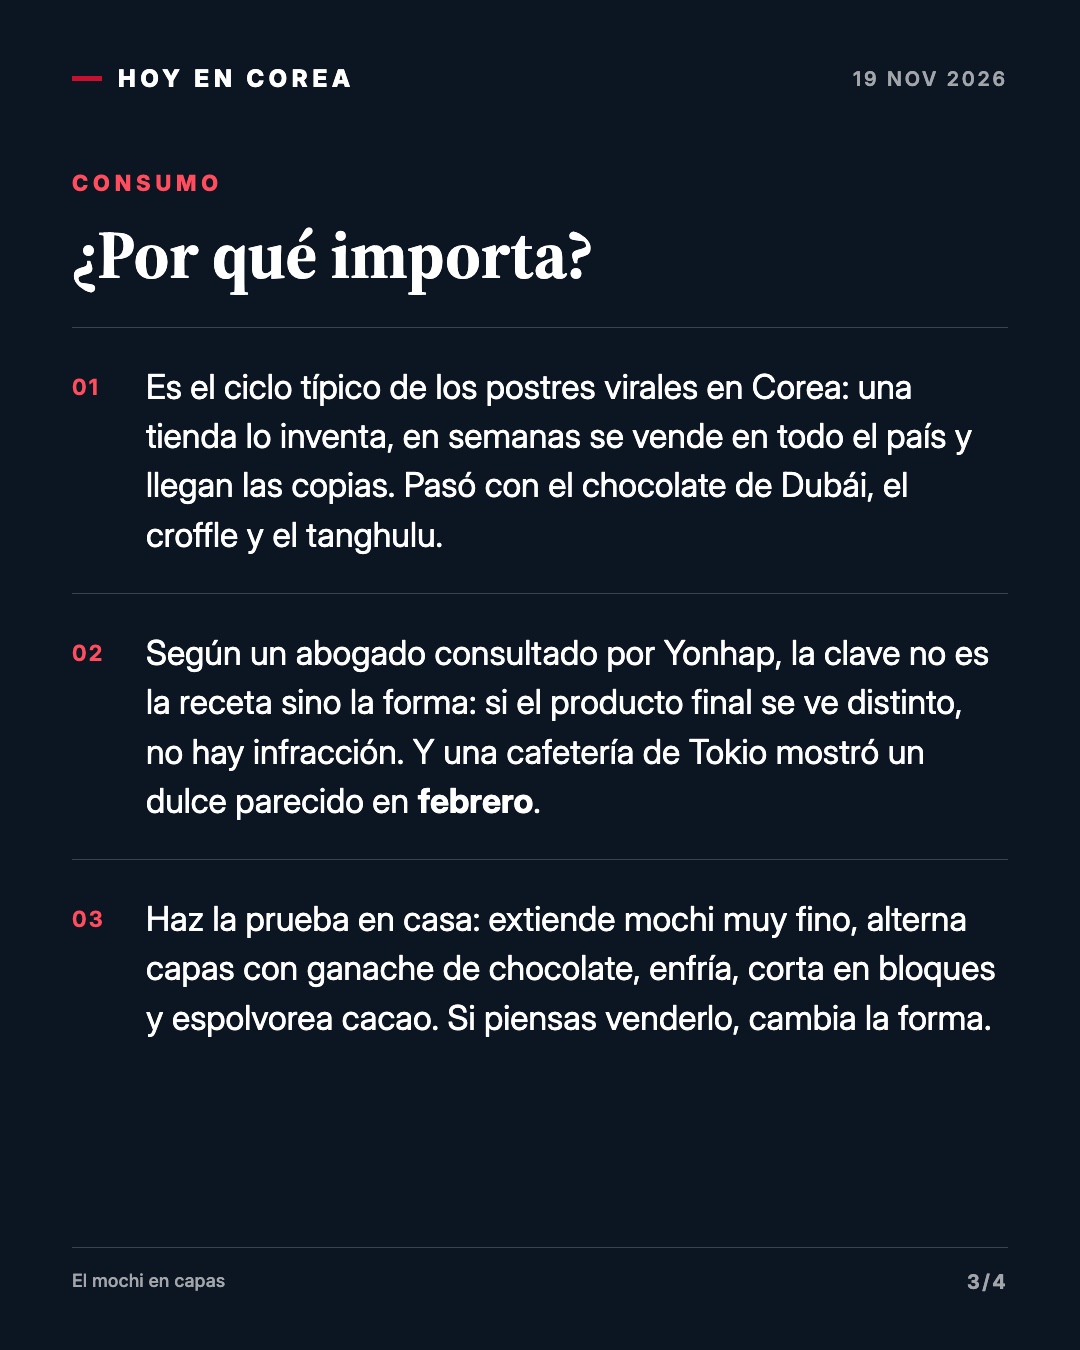 HOY EN COREA
19 NOV 2026
CONSUMO
¿Por qué importa?
01
Es el ciclo típico de los postres virales en Corea: una
tienda lo inventa, en semanas se vende en todo el país y
llegan las copias. Pasó con el chocolate de Dubái, el
croffle y el tanghulu.
02
Según un abogado consultado por Yonhap, la clave no es
la receta sino la forma: si el producto final se ve distinto,
no hay infracción. Y una cafetería de Tokio mostró un
dulce parecido en febrero.
03
Haz la prueba en casa: extiende mochi muy fino, alterna
capas con ganache de chocolate, enfría, corta en bloques
y espolvorea cacao. Si piensas venderlo, cambia la forma.
El mochi en capas
3/4